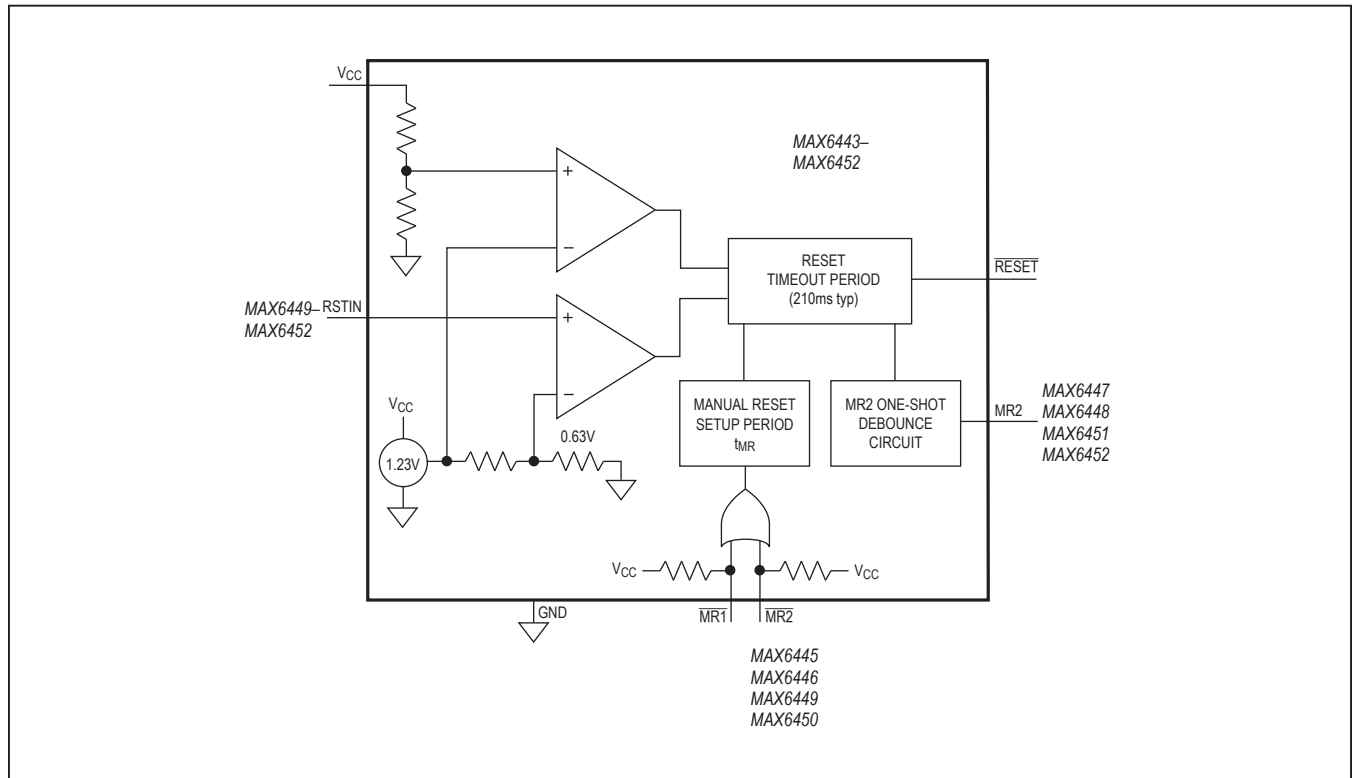 VCC
MAX6443–
MAX6452
+
−
RESET
TIMEOUT PERIOD
(210ms typ)
RESET
MAX6449–
MAX6452
RSTIN
+
−
VCC
1.23V
0.63V
MANUAL RESET
SETUP PERIOD
tMR
MR2 ONE-SHOT
DEBOUNCE
CIRCUIT
MR2
MAX6447
MAX6448
MAX6451
MAX6452
VCC
VCC
GND
MR1
MR2
MAX6445
MAX6446
MAX6449
MAX6450